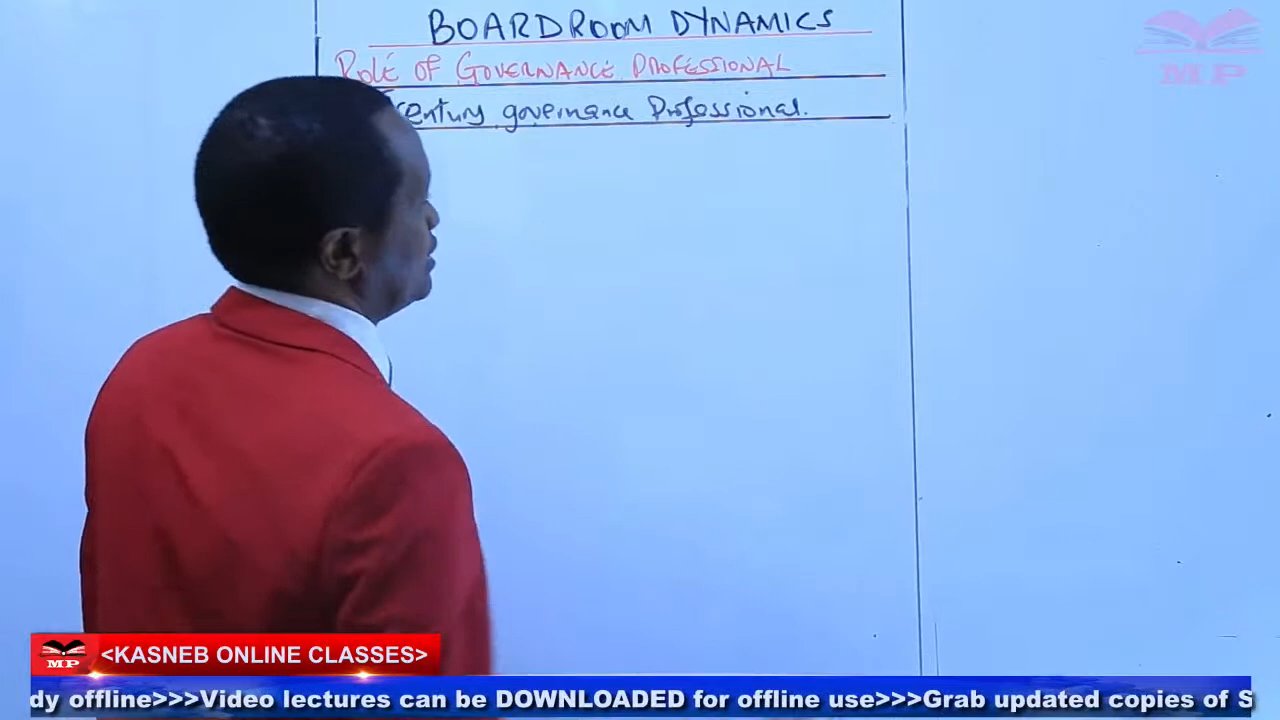 BOARDROOM DYNAMICS
ROLE OF GOVERNANCE PROFESSIONAL
century governance Professional.
MP
MP
<KASNEB ONLINE CLASSES>
dy offline>>>Video lectures can be DOWNLOADED for offline use>>>Grab updated copies of S